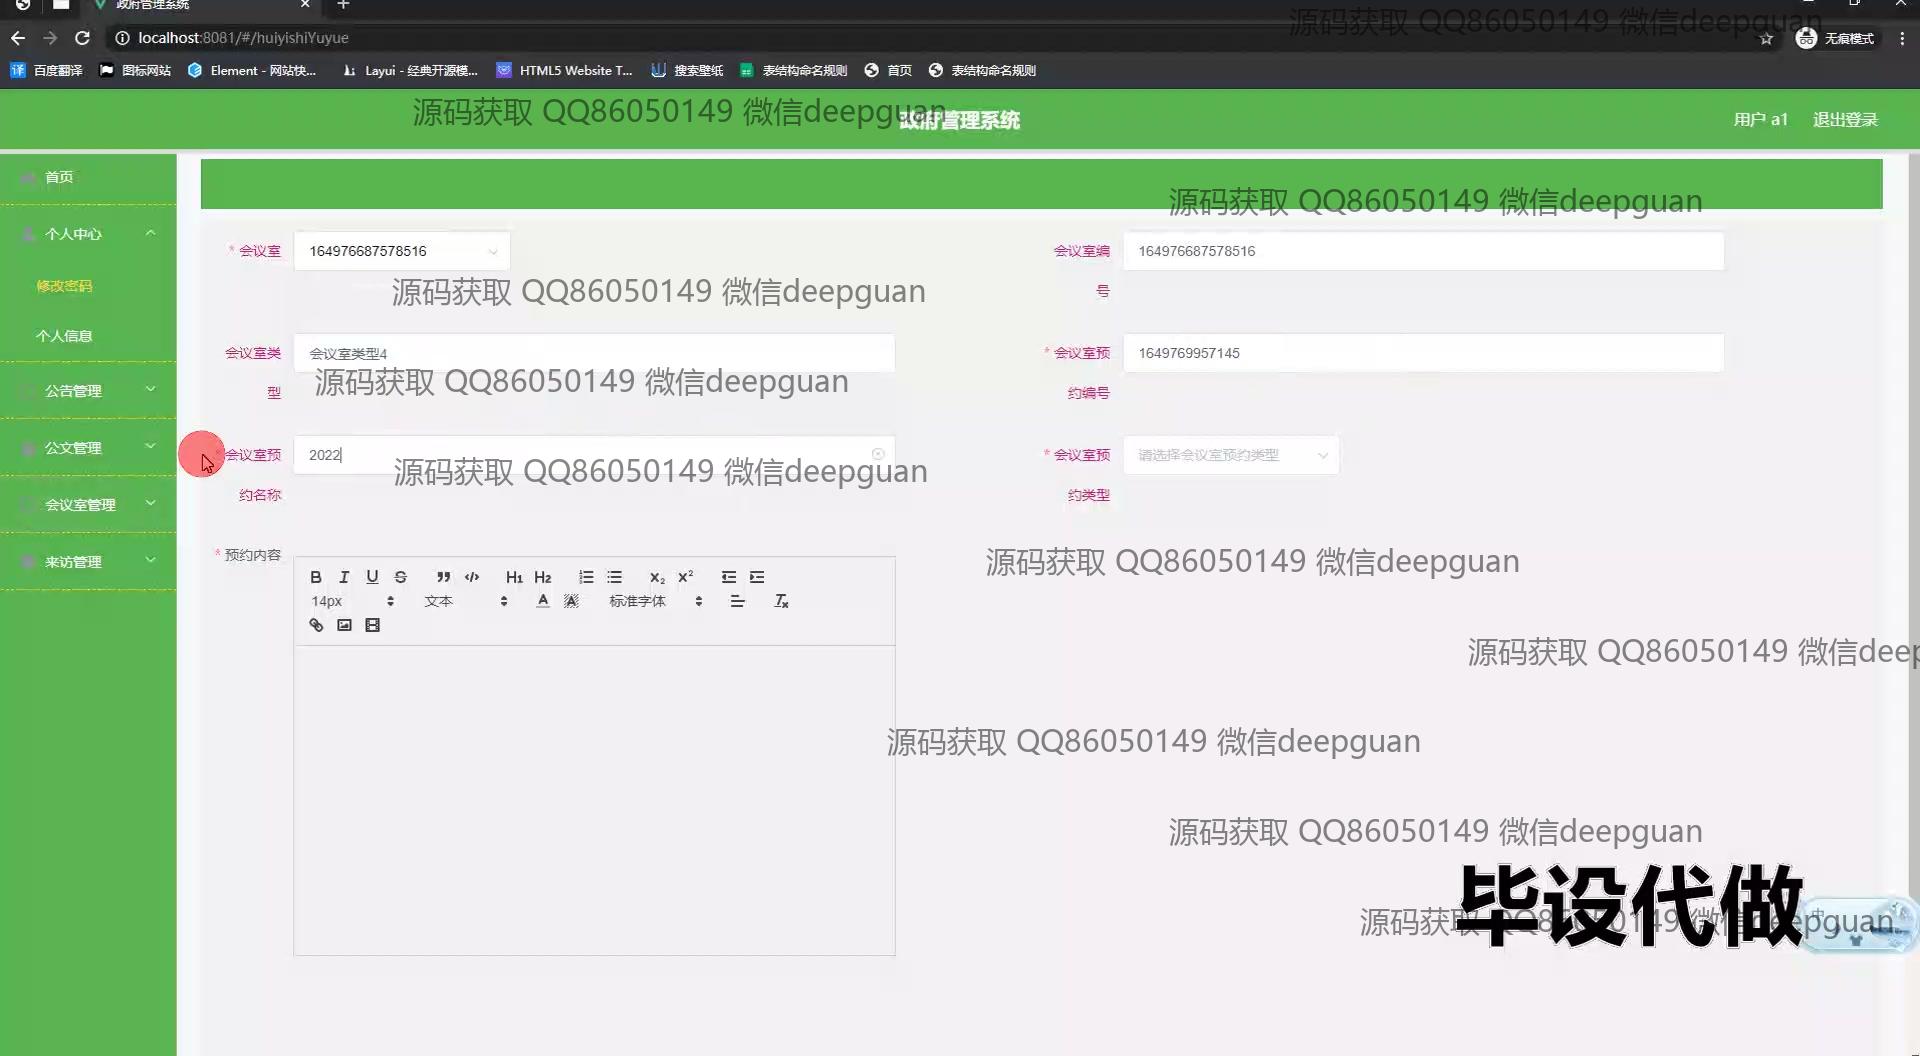 政府管理系统
源码获取 QQ86050149 微信deepguan
localhost:8081/#/huiyishiYuyue
无痕模式
百度翻译
图标网站
Element - 网站快...
Layui - 经典开源模...
HTML5 Website T...
搜索壁纸
表结构命名规则
首页
表结构命名规则
源码获取 QQ86050149 微信deepguan
政府管理系统
用户 a1
退出登录
首页
个人中心
修改密码
个人信息
公告管理
公文管理
会议室管理
来访管理
源码获取 QQ86050149 微信deepguan
* 会议室
164976687578516
会议室编
号
164976687578516
源码获取 QQ86050149 微信deepguan
会议室类
型
会议室类型4
* 会议室预
约编号
1649769957145
源码获取 QQ86050149 微信deepguan
会议室预
约名称
2022
* 会议室预
约类型
请选择会议室预约类型
源码获取 QQ86050149 微信deepguan
* 预约内容
B I U S H1 H2 X2 X2
14px
文本
标准字体
源码获取 QQ86050149 微信deepguan
源码获取 QQ86050149 微信deep
源码获取 QQ86050149 微信deepguan
源码获取 QQ86050149 微信deepguan
毕设代做
中
源码获取 QQ86050149 微信deepguan